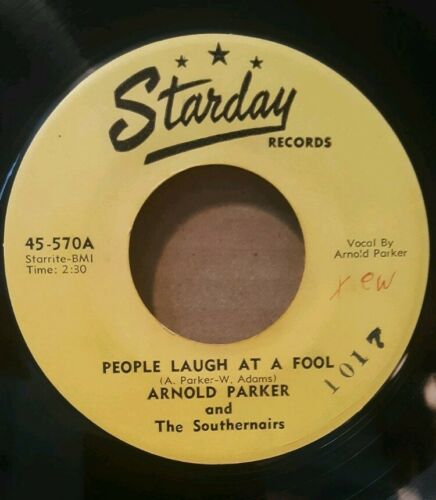 Starday
RECORDS
45-570A
Starrite-BMI
Time: 2:30
Vocal By
Arnold Parker
x ew
PEOPLE LAUGH AT A FOOL
(A. Parker-W. Adams)
ARNOLD PARKER
and
The Southernairs
1017